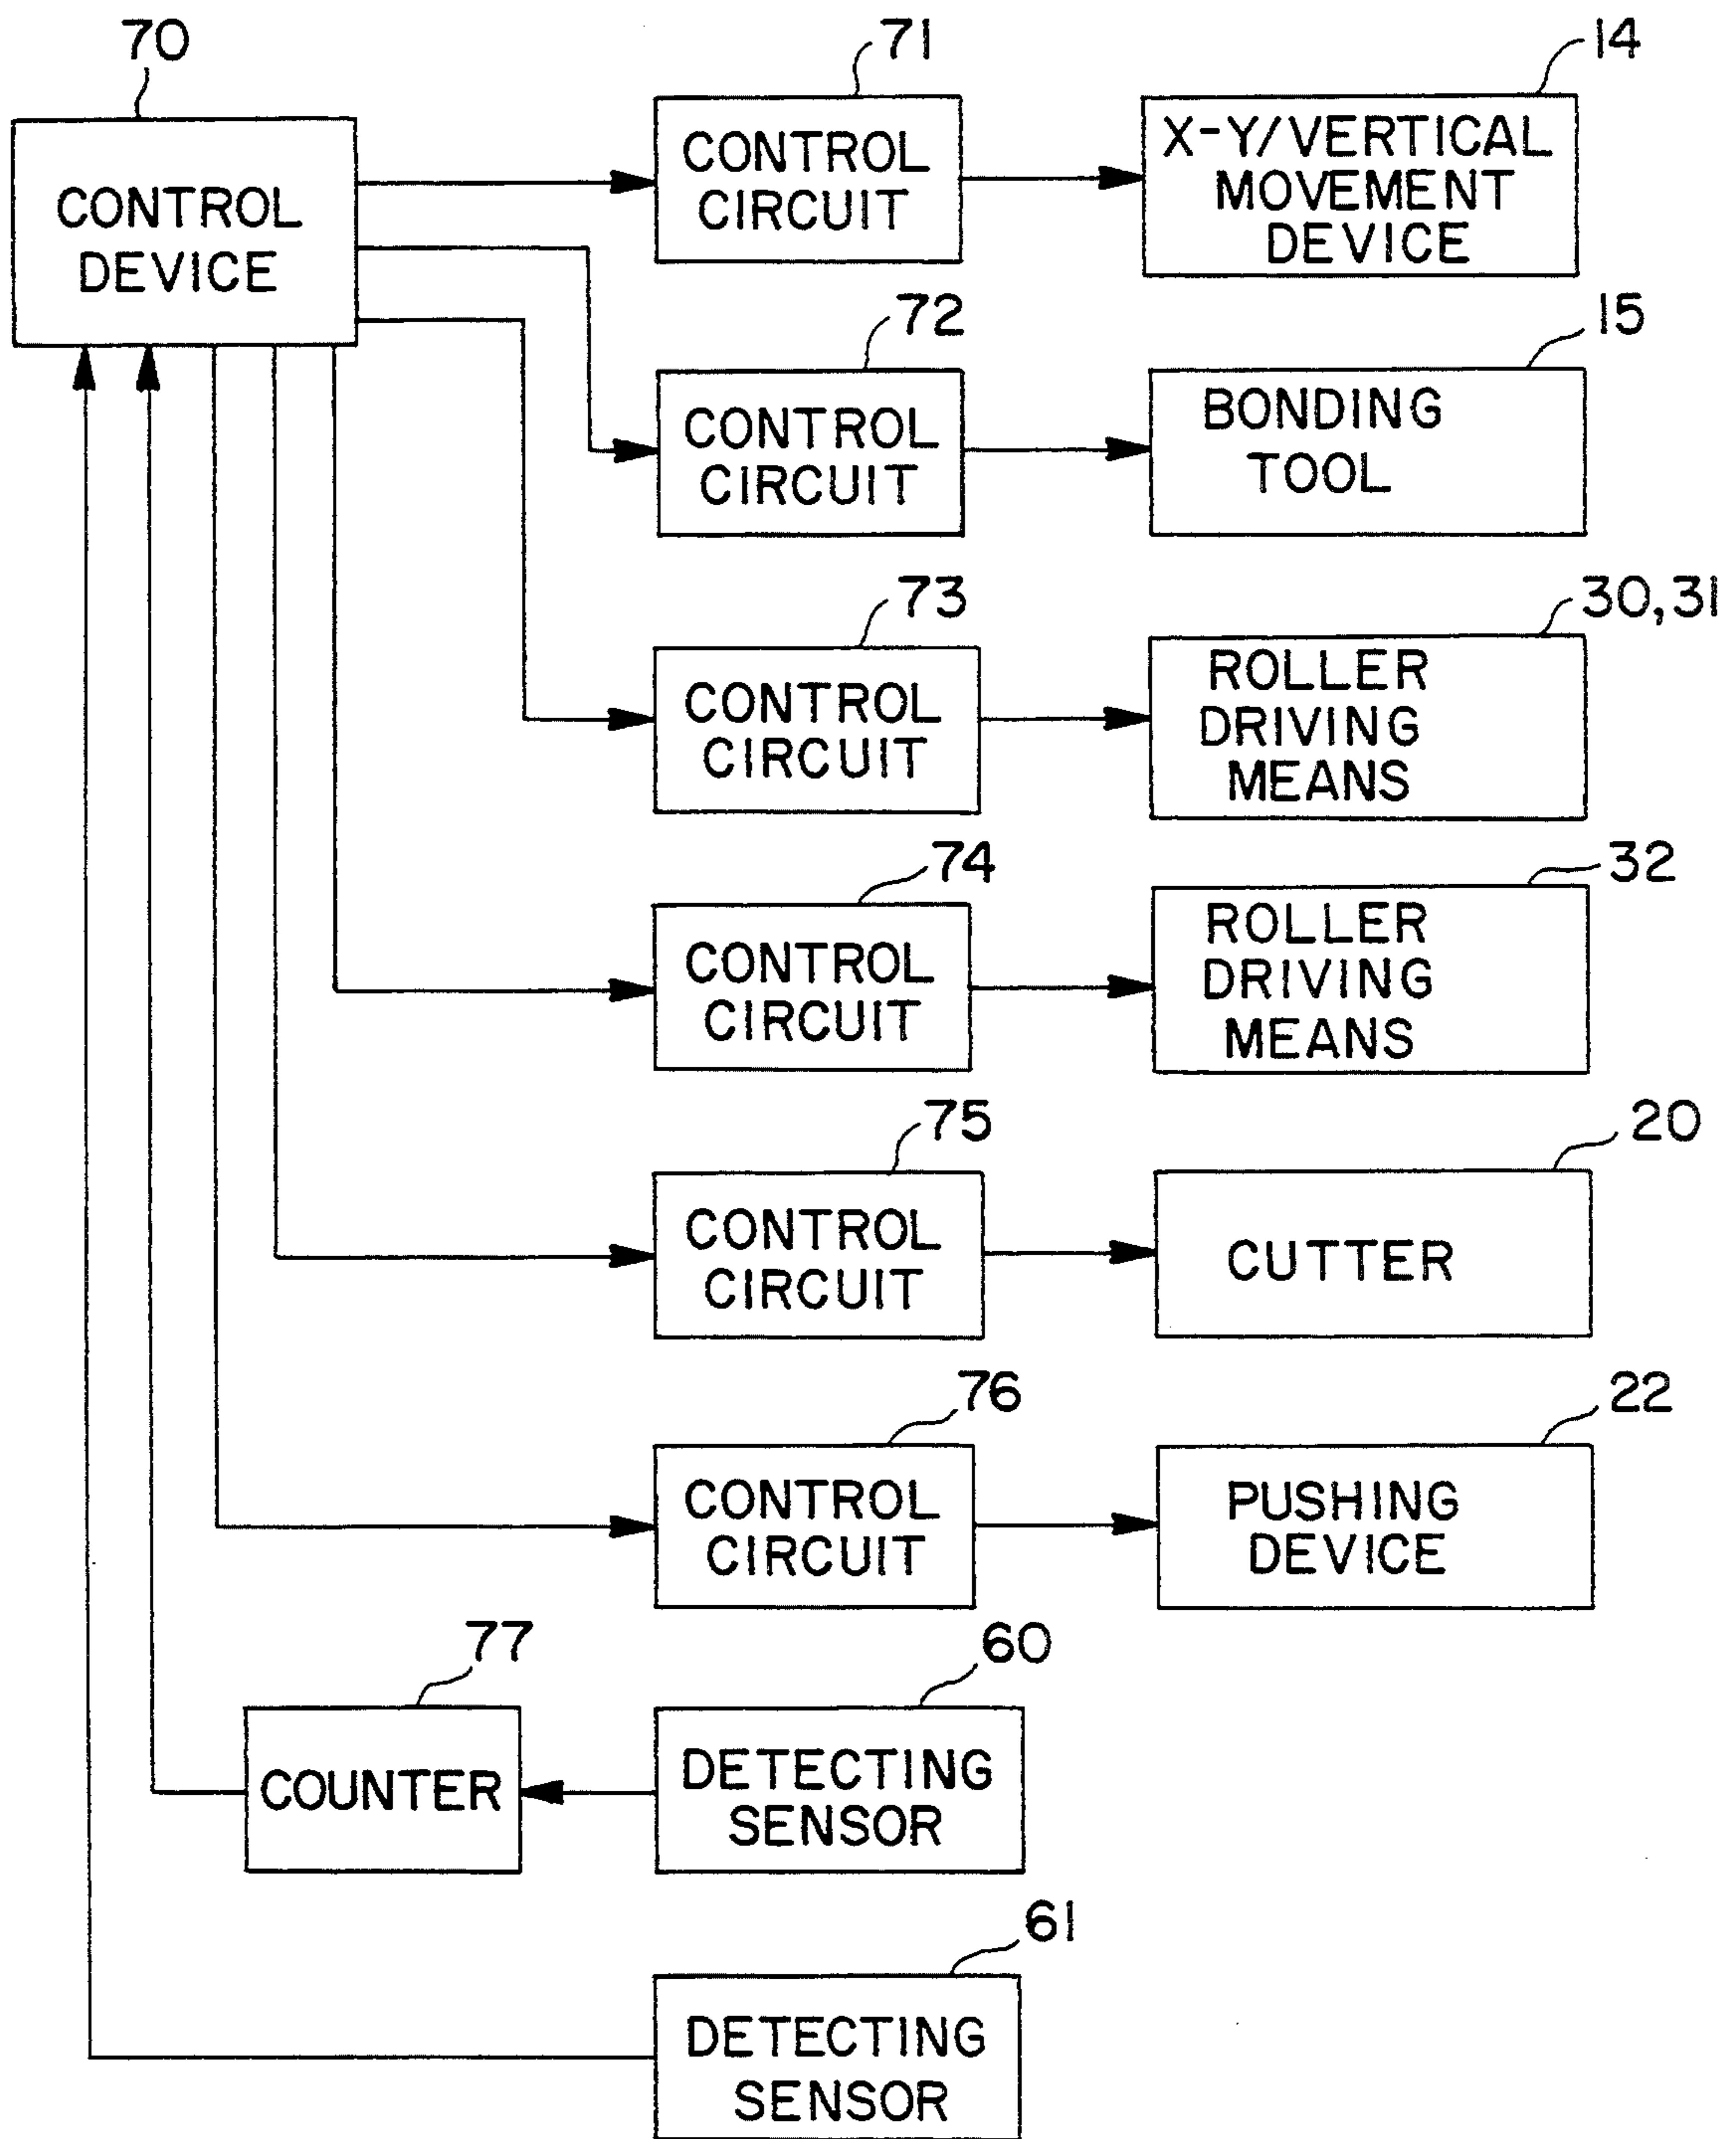 70
CONTROL
DEVICE
71
CONTROL
CIRCUIT
14
X-Y/VERTICAL
MOVEMENT
DEVICE
72
CONTROL
CIRCUIT
15
BONDING
TOOL
73
CONTROL
CIRCUIT
30,31
ROLLER
DRIVING
MEANS
74
CONTROL
CIRCUIT
32
ROLLER
DRIVING
MEANS
75
CONTROL
CIRCUIT
20
CUTTER
76
CONTROL
CIRCUIT
22
PUSHING
DEVICE
77
COUNTER
60
DETECTING
SENSOR
61
DETECTING
SENSOR